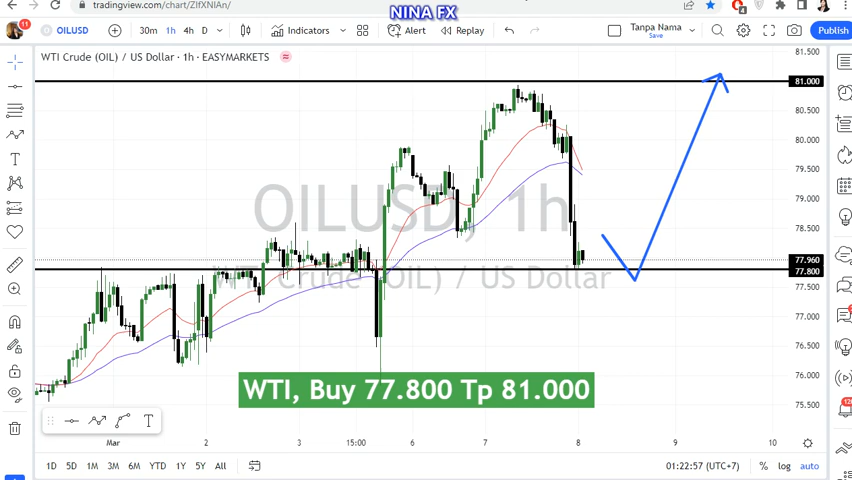 tradingview.com/chart/ZIfXNIAn/
NINA FX
4
11
OILUSD
30m 1h 4h D
Indicators
Alert
Replay
Tanpa Nama
Save
Publish
WTI Crude (OIL) / US Dollar · 1h · EASYMARKETS
OILUSD, 1h
WTI Crude (OIL) / US Dollar
81.500
81.000
80.500
80.000
79.500
79.000
78.500
77.960
77.800
77.500
77.000
76.500
76.000
75.500
WTI, Buy 77.800 Tp 81.000
T
Mar 2 3 15:00 6 7 8 9 10
1D 5D 1M 3M 6M YTD 1Y 5Y All
01:22:57 (UTC+7)
% log auto